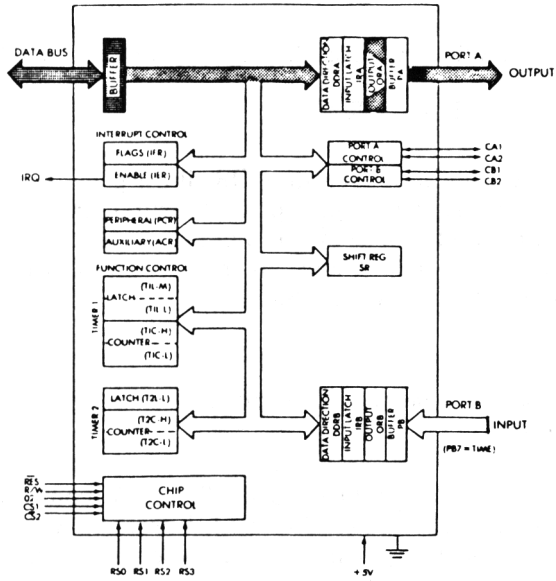 DATA BUS
BUFFER
DATA DIRECTION
DDRA
INPUT LATCH
IRA
OUTPUT
ORA
BUFFER
PA
PORT A
OUTPUT
INTERRUPT CONTROL
FLAGS (IFR)
ENABLE (IER)
IRQ
PORT A
CONTROL
PORT B
CONTROL
CA1
CA2
CB1
CB2
PERIPHERAL (PCR)
AUXILIARY (ACR)
FUNCTION CONTROL
SHIFT REG
SR
TIMER 1
(T1L-M)
LATCH
(T1L-L)
(T1C-H)
COUNTER
(T1C-L)
TIMER 2
LATCH (T2L-L)
(T2C-H)
COUNTER
(T2C-L)
DATA DIRECTION
DDRB
INPUT LATCH
IRB
OUTPUT
ORB
BUFFER
PB
PORT B
INPUT
(PB7 = TIME)
RES
R/W
CS1
CS2
CHIP
CONTROL
RS0 RS1 RS2 RS3
+5V